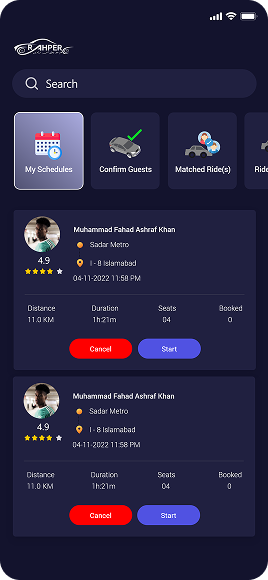 RAHPER
Search
My Schedules
Confirm Guests
Matched Ride(s)
Ride
Muhammad Fahad Ashraf Khan
Sadar Metro
4.9
I - 8 Islamabad
04-11-2022 11:58 PM
Distance Duration Seats Booked
11.0 KM 1h:21m 04 0
Cancel Start
Muhammad Fahad Ashraf Khan
Sadar Metro
4.9
I - 8 Islamabad
04-11-2022 11:58 PM
Distance Duration Seats Booked
11.0 KM 1h:21m 04 0
Cancel Start